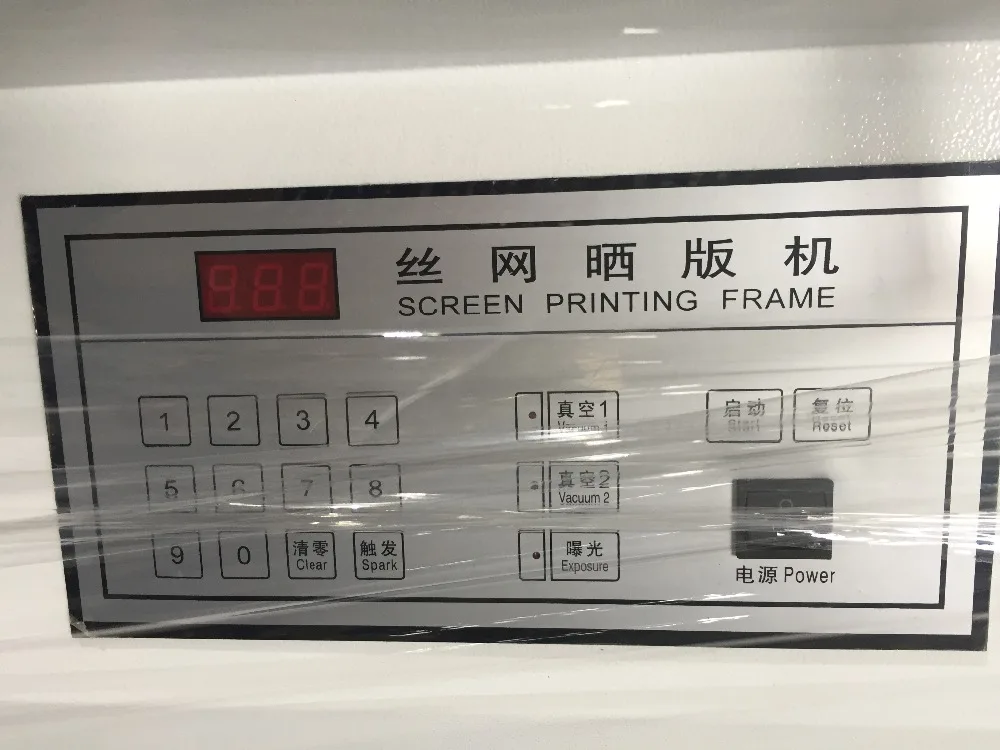 丝网晒版机
SCREEN PRINTING FRAME
1 2 3 4
真空1
Vacuum 1
启动
Start
复位
Reset
5 6 7 8
真空2
Vacuum 2
9 0
清零
Clear
触发
Spark
曝光
Exposure
电源 Power